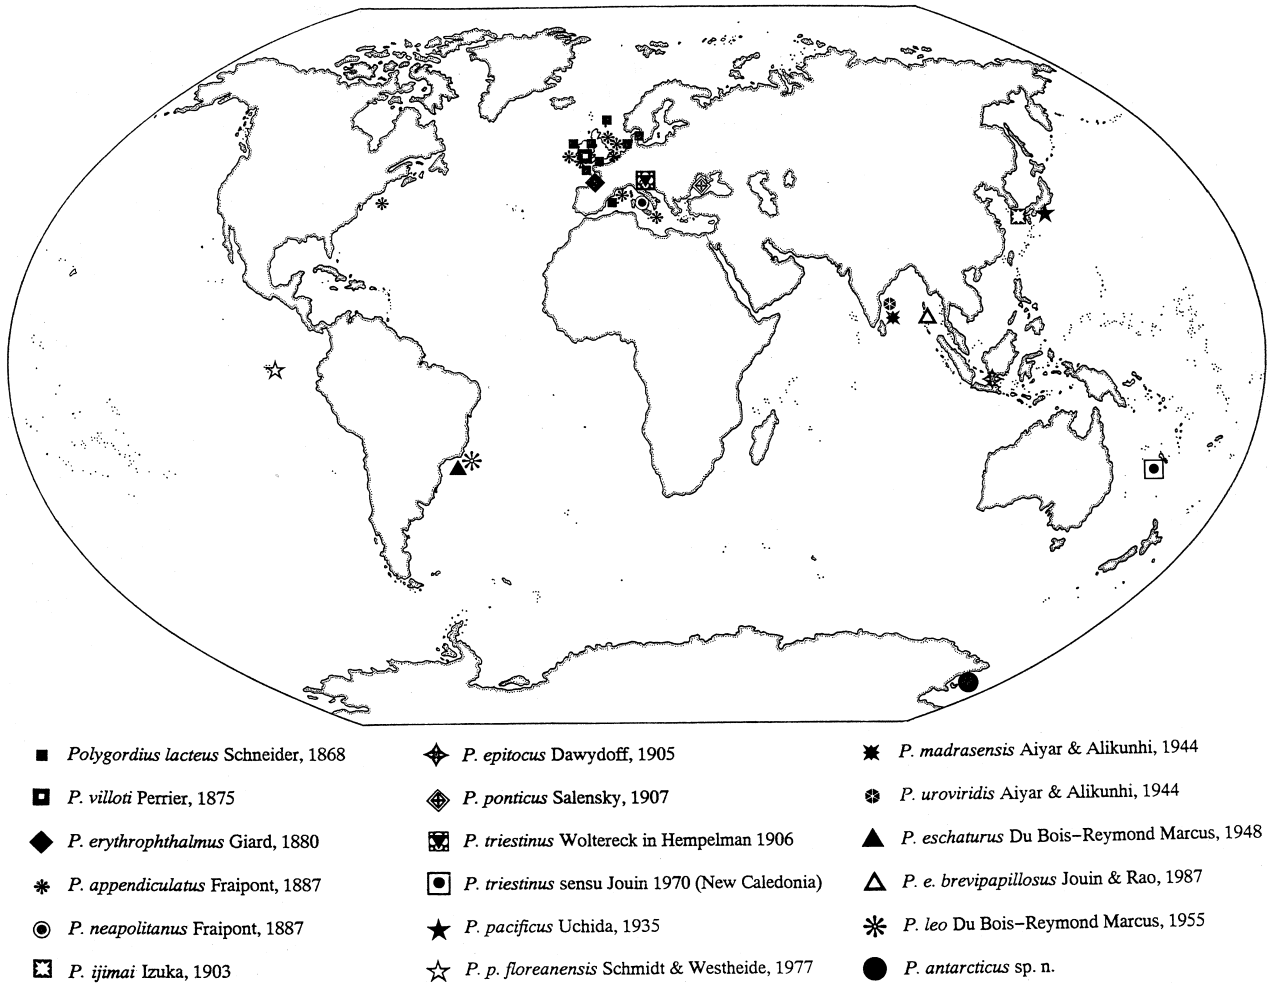 Polygordius lacteus Schneider, 1868
P. villoti Perrier, 1875
P. erythrophthalmus Giard, 1880
P. appendiculatus Fraipont, 1887
P. neapolitanus Fraipont, 1887
P. ijimai Izuka, 1903
P. epitocus Dawydoff, 1905
P. ponticus Salensky, 1907
P. triestinus Woltereck in Hempelman 1906
P. triestinus sensu Jouin 1970 (New Caledonia)
P. pacificus Uchida, 1935
P. p. floreanensis Schmidt & Westheide, 1977
P. madrasensis Aiyar & Alikunhi, 1944
P. uroviridis Aiyar & Alikunhi, 1944
P. eschaturus Du Bois–Reymond Marcus, 1948
P. e. brevipapillosus Jouin & Rao, 1987
P. leo Du Bois–Reymond Marcus, 1955
P. antarcticus sp. n.